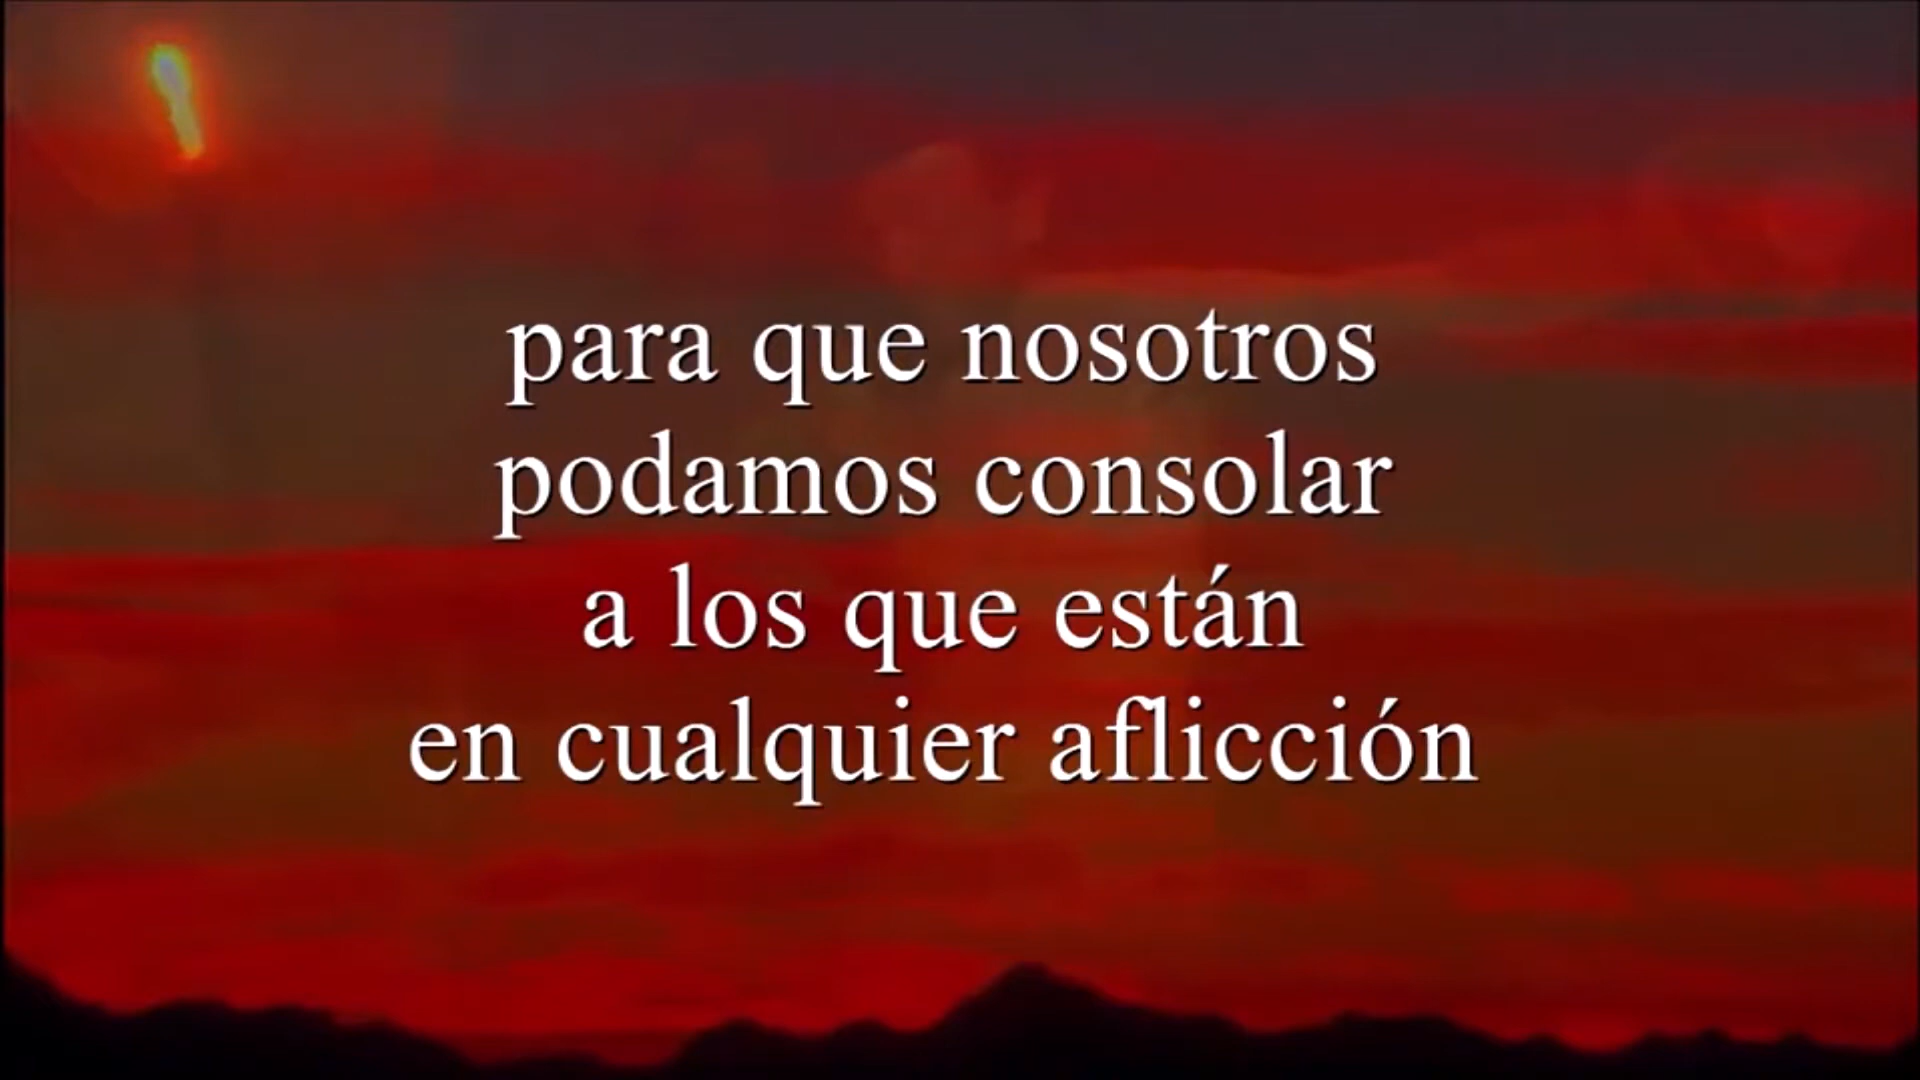 para que nosotros
podamos consolar
a los que están
en cualquier aflicción